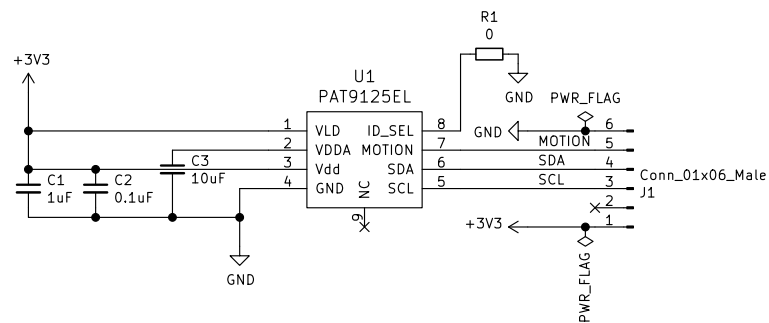 R1
0
+3V3
U1
PAT9125EL
GND
PWR_FLAG
1 VLD ID_SEL 8
GND
6
2 VDDA MOTION 7
MOTION
5
C3
10uF
3 Vdd SDA 6
SDA
4
C1
1uF
C2
0.1uF
4 GND SCL 5
SCL
3
Conn_01x06_Male
J1
NC
9
2
+3V3
1
GND
PWR_FLAG